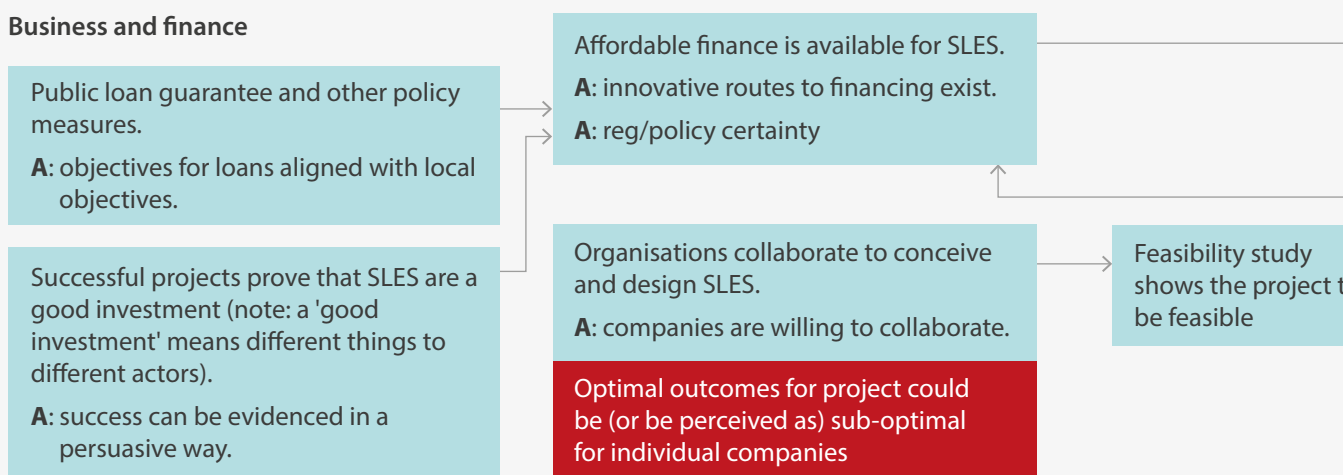 Business and finance
Public loan guarantee and other policy
measures.
A: objectives for loans aligned with local
objectives.
Successful projects prove that SLES are a
good investment (note: a 'good
investment' means different things to
different actors).
A: success can be evidenced in a
persuasive way.
Affordable finance is available for SLES.
A: innovative routes to financing exist.
A: reg/policy certainty
Organisations collaborate to conceive
and design SLES.
A: companies are willing to collaborate.
Optimal outcomes for project could
be (or be perceived as) sub-optimal
for individual companies
Feasibility study
shows the project
be feasible